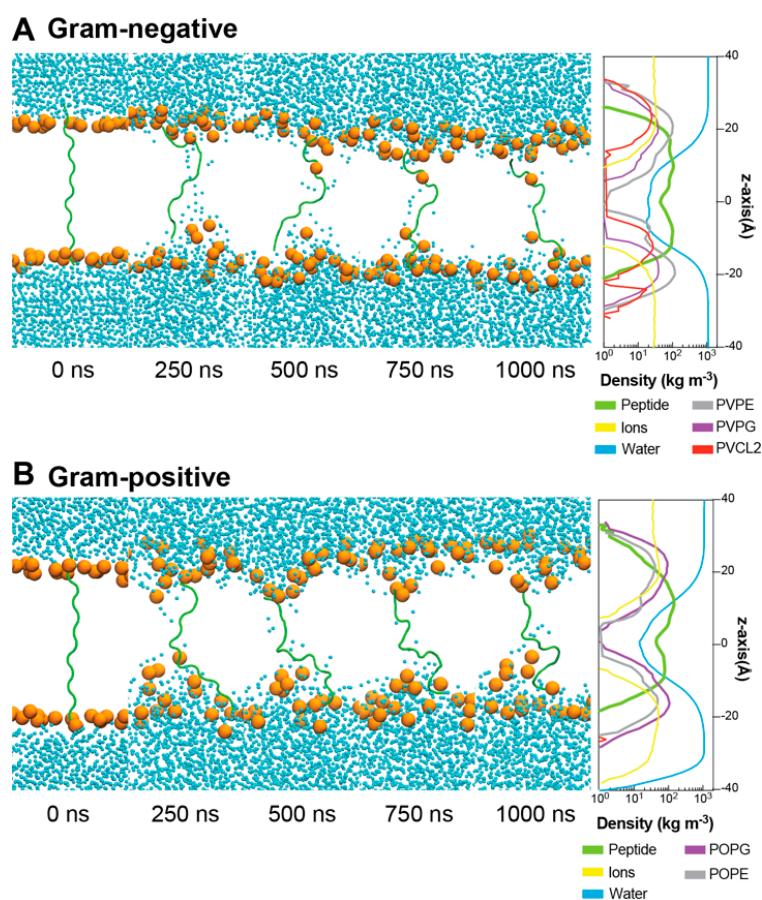 A Gram-negative
0 ns 250 ns 500 ns 750 ns 1000 ns
40
20
0
-20
-40
z-axis(Å)
10⁰ 10¹ 10² 10³
Density (kg m⁻³)
Peptide PVPE
Ions PVPG
Water PVCL2
B Gram-positive
0 ns 250 ns 500 ns 750 ns 1000 ns
40
20
0
-20
-40
z-axis(Å)
10⁰ 10¹ 10² 10³
Density (kg m⁻³)
Peptide POPG
Ions POPE
Water